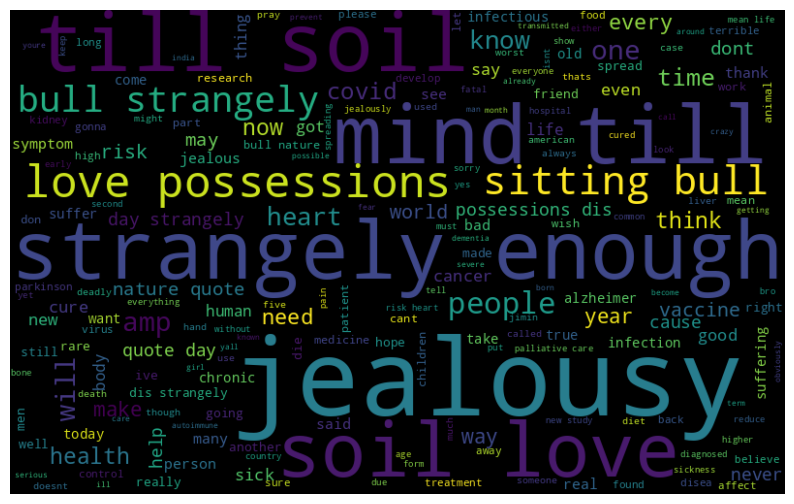 till soil
pray
prevent
please
let
infectious
food
every
mean life
around
youre
keep
india
long
thing
transmitted
either
know
worst
isnt
one
show
everyone
old
already
thats
case
spread
dont
terrible
research
come
develop
say
time
thank
work
animal
bull strangely
covid
see
jealously
used
fatal
friend
even
man
month
hospital
call
crazy
kidney
gonna
might
part
now
got
spreading
mind till
symptom
may
bull nature
possible
life
american
cured
look
early
high
risk
jealous
always
love possessions
sitting bull
second
sorry
yes
mean
liver
getting
don
suffer
day strangely
heart
fear
world
possessions dis
wish
bad
must
common
think
strangely enough
made
dementia
severe
cancer
parkinson
yet
deadly
nature quote
everything
tell
born
become
bro
cure
human
five
pain
risk heart
people
jimin
alzheimer
vaccine
right
new
want
virus
amp
hand
without
need
patient
cant
called
true
year
cause
good
still
rare
quote day
known
yall
use
girl
die
medicine
hope
children
take
put
palliative care
infection
suffering
obviously
bone
death
dis strangely
ive
chronic
jealousy
term
men
will
body
care
though
make
autoimmune
going
said
soil love
much
way
new study
diet
reduce
back
well
today
help
many
another
country
age
form
away
higher
diagnosed
believe
never
health
person
serious
ill
doesnt
control
really
sick
sure
due
treatment
someone
real
found
sickness
disea
affect